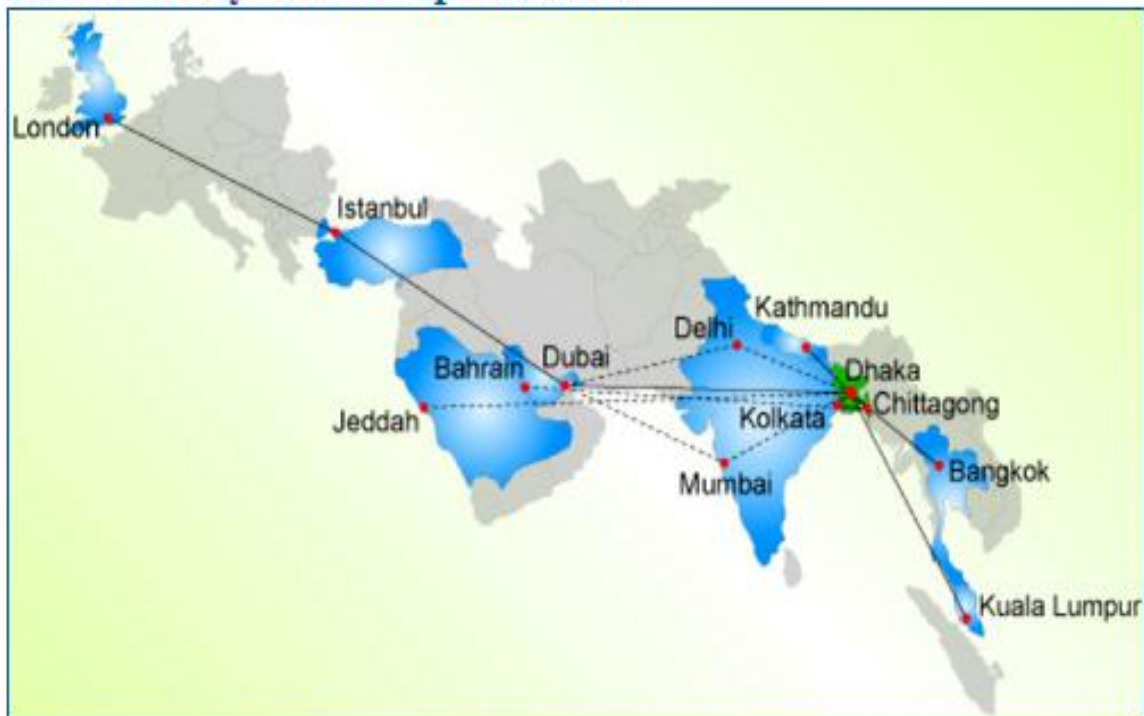 London
Istanbul
Kathmandu
Delhi
Dubai
Bahrain
Dhaka
Jeddah
Kolkata
Chittagong
Mumbai
Bangkok
Kuala Lumpur